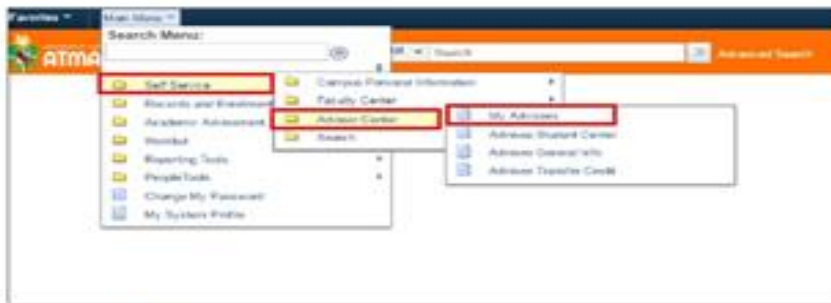 Favorites Main Menu
Search Menu:
Search
Advanced Search
ATMA
Self Service
Records and Enrollment
Academic Advisement
Worklist
Reporting Tools
PeopleTools
Change My Password
My System Profile
Campus Personal Information
Faculty Center
Advisor Center
Search
My Advisees
Advisee Student Center
Advisee General Info
Advisee Transfer Credit